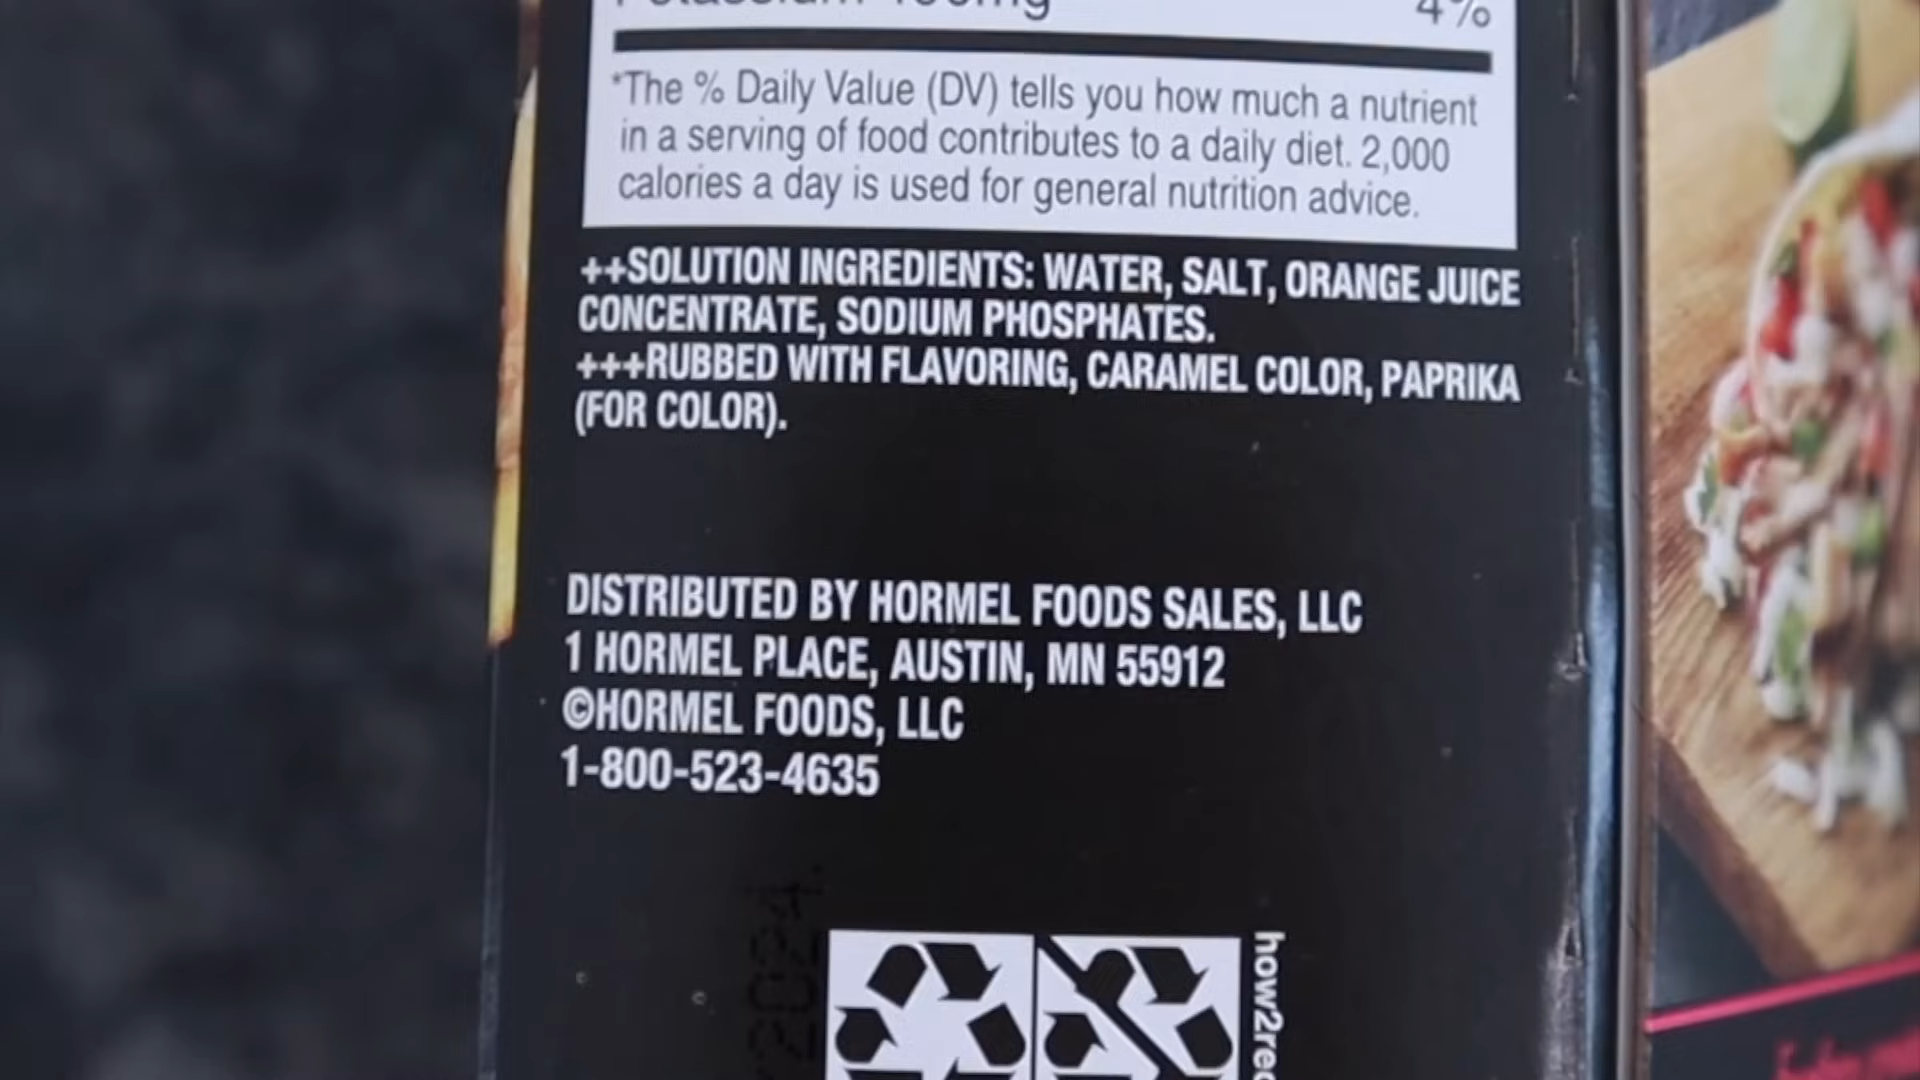 4%
*The % Daily Value (DV) tells you how much a nutrient
in a serving of food contributes to a daily diet. 2,000
calories a day is used for general nutrition advice.
++SOLUTION INGREDIENTS: WATER, SALT, ORANGE JUICE
CONCENTRATE, SODIUM PHOSPHATES.
+++RUBBED WITH FLAVORING, CARAMEL COLOR, PAPRIKA
(FOR COLOR).
DISTRIBUTED BY HORMEL FOODS SALES, LLC
1 HORMEL PLACE, AUSTIN, MN 55912
©HORMEL FOODS, LLC
1-800-523-4635
2024
how2rec